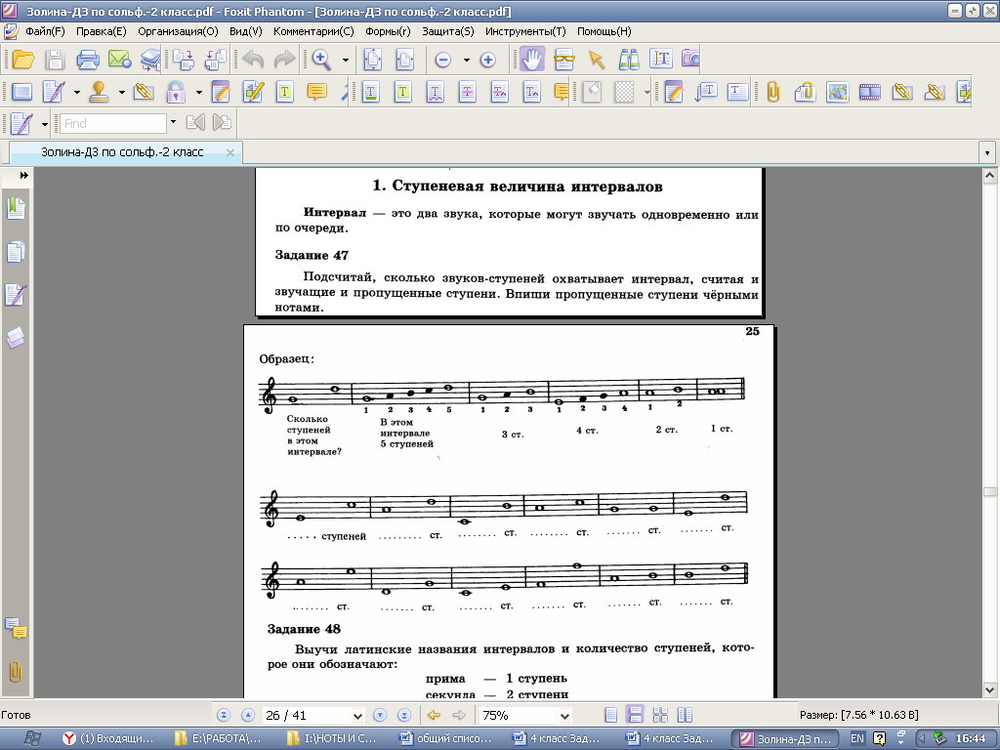 Золина-ДЗ по сольф.-2 класс.pdf - Foxit Phantom - [Золина-ДЗ по сольф.-2 класс.pdf]
Файл(F) Правка(E) Организация(O) Вид(V) Комментарии(C) Формы(r) Защита(S) Инструменты(T) Помощь(H)
Find
Золина-ДЗ по сольф.-2 класс
1. Ступеневая величина интервалов
Интервал — это два звука, которые могут звучать одновременно или
по очереди.
Задание 47
Подсчитай, сколько звуков-ступеней охватывает интервал, считая и
звучащие и пропущенные ступени. Впиши пропущенные ступени чёрными
нотами.
25
Образец:
1 2 3 4 5 1 2 3 1 2 3 4 1 2
Сколько
ступеней
в этом
интервале?
В этом
интервале
5 ступеней
3 ст. 4 ст. 2 ст. 1 ст.
. . . . . ступеней ........ ст. ........ ст. ....... ст. ....... ст. ....... ст.
....... ст. ....... ст. ....... ст. ....... ст. ....... ст. ....... ст.
Задание 48
Выучи латинские названия интервалов и количество ступеней, кото-
рое они обозначают:
прима — 1 ступень
секунда — 2 ступени
Готов 26 / 41 75% Размер: [7.56 * 10.63 В]
(1) Входящи... E:\РАБОТА\... I:\НОТЫ И С... общий списо... 4 класс Зад... 4 класс Зад... Золина-ДЗ п... EN 16:44